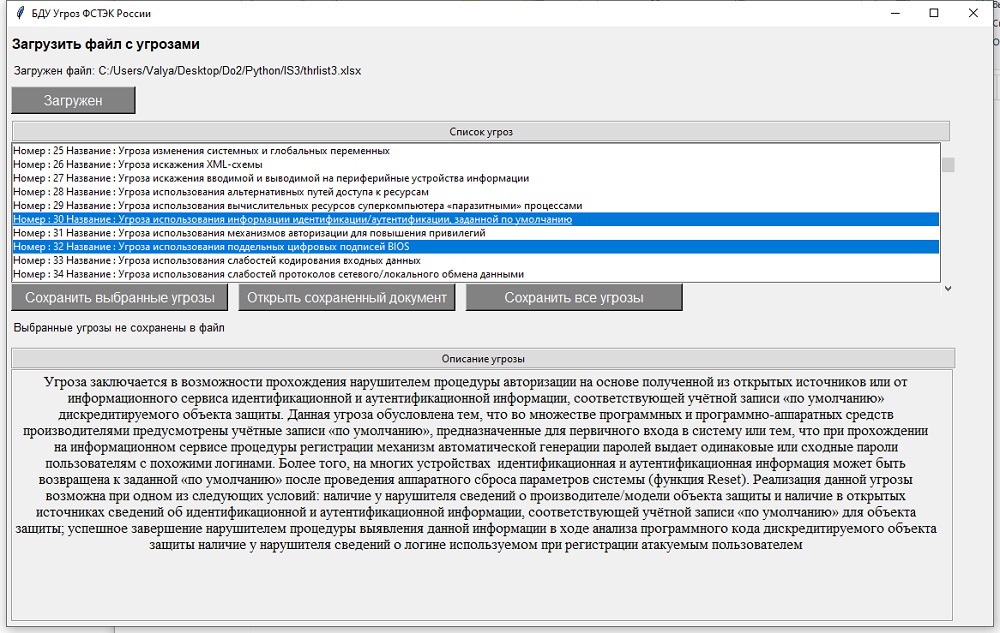 БДУ Угроз ФСТЭК России
Загрузить файл с угрозами
Загружен файл: C:/Users/Valya/Desktop/Do2/Python/IS3/thrlist3.xlsx
Загружен
Список угроз
Номер : 25 Название : Угроза изменения системных и глобальных переменных
Номер : 26 Название : Угроза искажения XML-схемы
Номер : 27 Название : Угроза искажения вводимой и выводимой на периферийные устройства информации
Номер : 28 Название : Угроза использования альтернативных путей доступа к ресурсам
Номер : 29 Название : Угроза использования вычислительных ресурсов суперкомпьютера «паразитными» процессами
Номер : 30 Название : Угроза использования информации идентификации/аутентификации, заданной по умолчанию
Номер : 31 Название : Угроза использования механизмов авторизации для повышения привилегий
Номер : 32 Название : Угроза использования поддельных цифровых подписей BIOS
Номер : 33 Название : Угроза использования слабостей кодирования входных данных
Номер : 34 Название : Угроза использования слабостей протоколов сетевого/локального обмена данными
Сохранить выбранные угрозы Открыть сохраненный документ Сохранить все угрозы
Выбранные угрозы не сохранены в файл
Описание угрозы
Угроза заключается в возможности прохождения нарушителем процедуры авторизации на основе полученной из открытых источников или от
информационного сервиса идентификационной и аутентификационной информации, соответствующей учётной записи «по умолчанию»
дискредитируемого объекта защиты. Данная угроза обусловлена тем, что во множестве программных и программно-аппаратных средств
производителями предусмотрены учётные записи «по умолчанию», предназначенные для первичного входа в систему или тем, что при прохождении
на информационном сервисе процедуры регистрации механизм автоматической генерации паролей выдает одинаковые или сходные пароли
пользователям с похожими логинами. Более того, на многих устройствах  идентификационная и аутентификационная информация может быть
возвращена к заданной «по умолчанию» после проведения аппаратного сброса параметров системы (функция Reset). Реализация данной угрозы
возможна при одном из следующих условий: наличие у нарушителя сведений о производителе/модели объекта защиты и наличие в открытых
источниках сведений об идентификационной и аутентификационной информации, соответствующей учётной записи «по умолчанию» для объекта
защиты; успешное завершение нарушителем процедуры выявления данной информации в ходе анализа программного кода дискредитируемого объекта
защиты наличие у нарушителя сведений о логине используемом при регистрации атакуемым пользователем